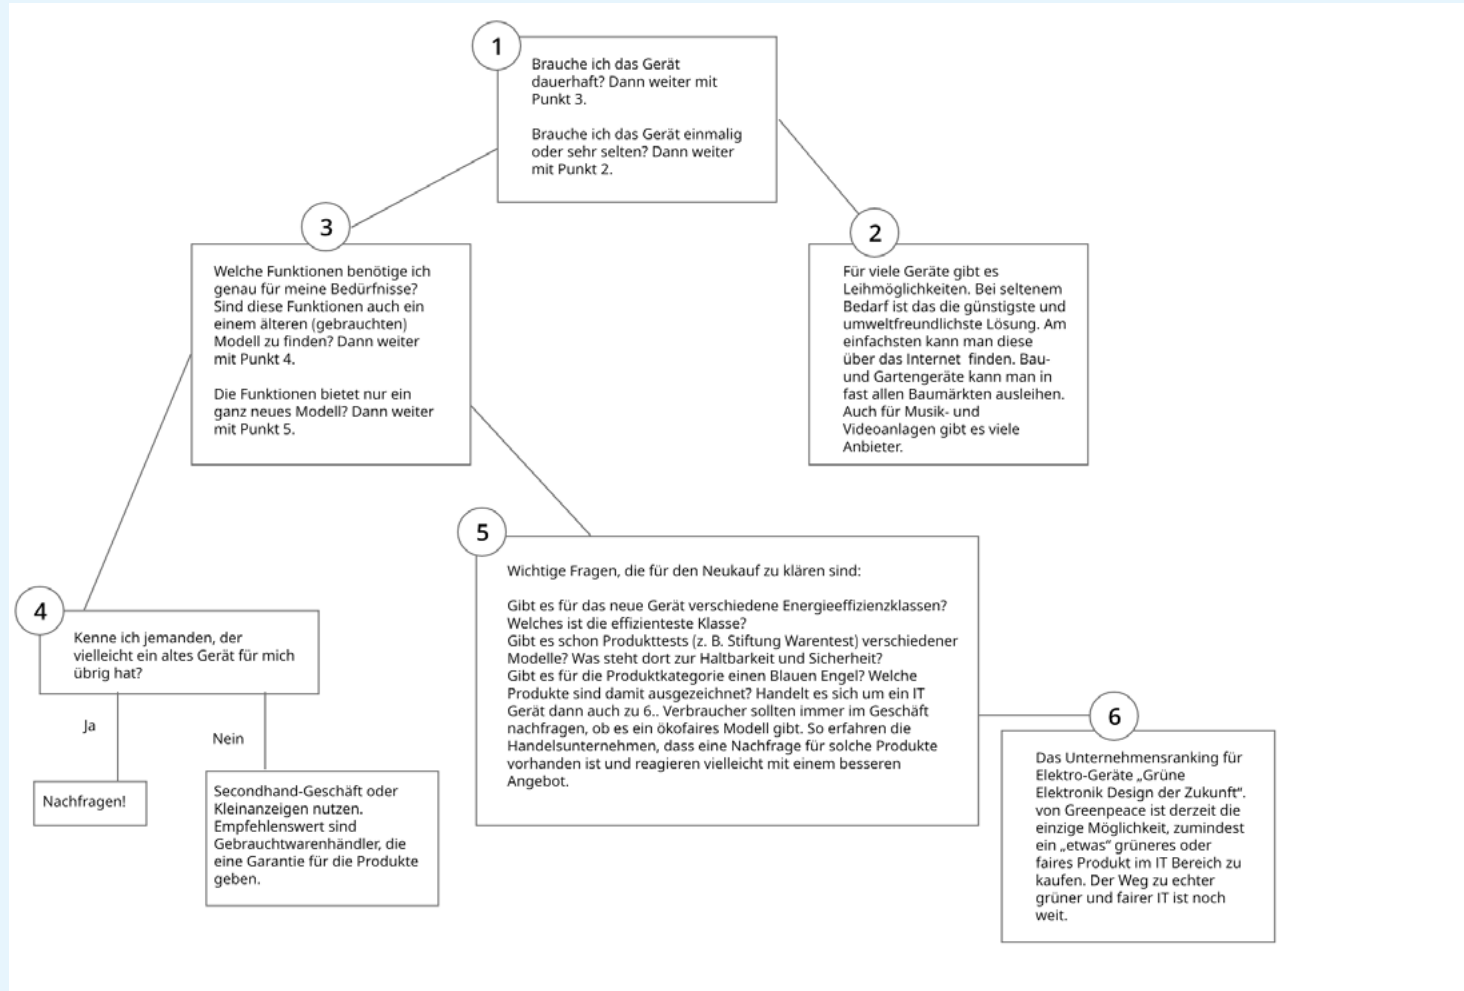 1
Brauche ich das Gerät
dauerhaft? Dann weiter mit
Punkt 3.
Brauche ich das Gerät einmalig
oder sehr selten? Dann weiter
mit Punkt 2.
3
Welche Funktionen benötige ich
genau für meine Bedürfnisse?
Sind diese Funktionen auch ein
einem älteren (gebrauchten)
Modell zu finden? Dann weiter
mit Punkt 4.
Die Funktionen bietet nur ein
ganz neues Modell? Dann weiter
mit Punkt 5.
2
Für viele Geräte gibt es
Leihmöglichkeiten. Bei seltenem
Bedarf ist das die günstigste und
umweltfreundlichste Lösung. Am
einfachsten kann man diese
über das Internet finden. Bau-
und Gartengeräte kann man in
fast allen Baumärkten ausleihen.
Auch für Musik- und
Videoanlagen gibt es viele
Anbieter.
4
Kenne ich jemanden, der
vielleicht ein altes Gerät für mich
übrig hat?
Ja
Nein
Nachfragen!
Secondhand-Geschäft oder
Kleinanzeigen nutzen.
Empfehlenswert sind
Gebrauchtwarenhändler, die
eine Garantie für die Produkte
geben.
5
Wichtige Fragen, die für den Neukauf zu klären sind:
Gibt es für das neue Gerät verschiedene Energieeffizienzklassen?
Welches ist die effizienteste Klasse?
Gibt es schon Produkttests (z. B. Stiftung Warentest) verschiedener
Modelle? Was steht dort zur Haltbarkeit und Sicherheit?
Gibt es für die Produktkategorie einen Blauen Engel? Welche
Produkte sind damit ausgezeichnet? Handelt es sich um ein IT
Gerät dann auch zu 6.. Verbraucher sollten immer im Geschäft
nachfragen, ob es ein ökofaires Modell gibt. So erfahren die
Handelsunternehmen, dass eine Nachfrage für solche Produkte
vorhanden ist und reagieren vielleicht mit einem besseren
Angebot.
6
Das Unternehmensranking für
Elektro-Geräte „Grüne
Elektronik Design der Zukunft“.
von Greenpeace ist derzeit die
einzige Möglichkeit, zumindest
ein „etwas“ grüneres oder
faires Produkt im IT Bereich zu
kaufen. Der Weg zu echter
grüner und fairer IT ist noch
weit.